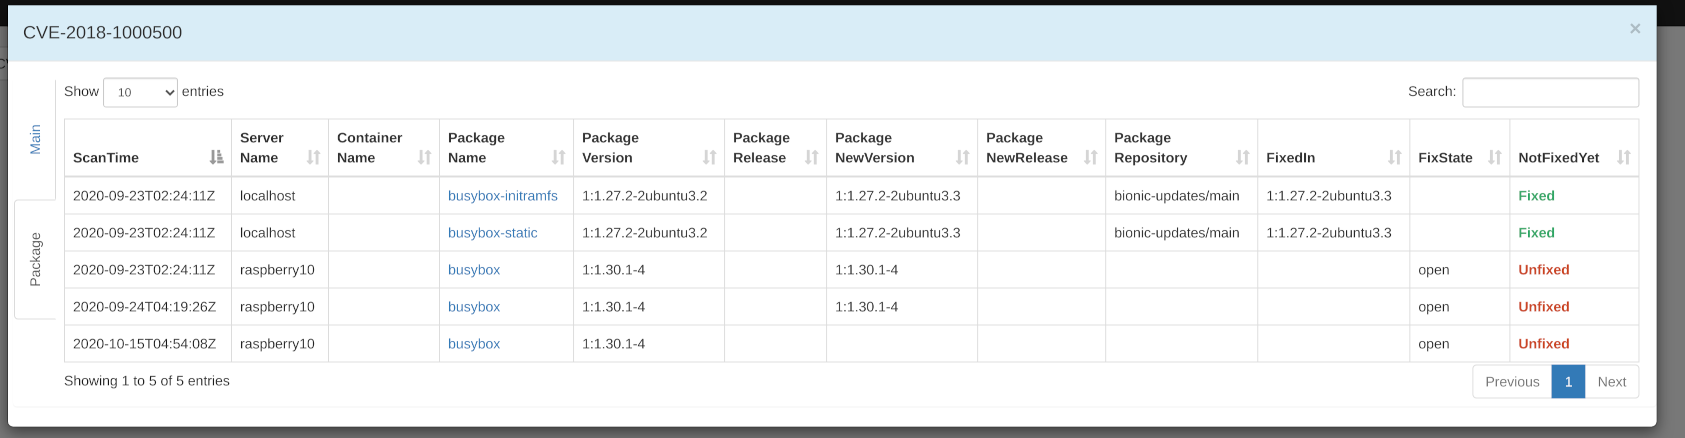 CVE-2018-1000500 ×
Show 10 entries Search:
Main
Package
ScanTime Server Name Container Name Package Name Package Version Package Release Package NewVersion Package NewRelease Package Repository FixedIn FixState NotFixedYet
2020-09-23T02:24:11Z localhost busybox-initramfs 1:1.27.2-2ubuntu3.2 1:1.27.2-2ubuntu3.3 bionic-updates/main 1:1.27.2-2ubuntu3.3 Fixed
2020-09-23T02:24:11Z localhost busybox-static 1:1.27.2-2ubuntu3.2 1:1.27.2-2ubuntu3.3 bionic-updates/main 1:1.27.2-2ubuntu3.3 Fixed
2020-09-23T02:24:11Z raspberry10 busybox 1:1.30.1-4 1:1.30.1-4 open Unfixed
2020-09-24T04:19:26Z raspberry10 busybox 1:1.30.1-4 1:1.30.1-4 open Unfixed
2020-10-15T04:54:08Z raspberry10 busybox 1:1.30.1-4 open Unfixed
Showing 1 to 5 of 5 entries Previous 1 Next